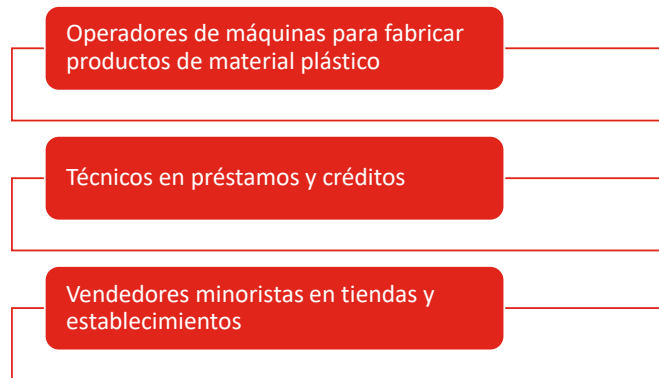 Operadores de máquinas para fabricar
productos de material plástico
Técnicos en préstamos y créditos
Vendedores minoristas en tiendas y
establecimientos